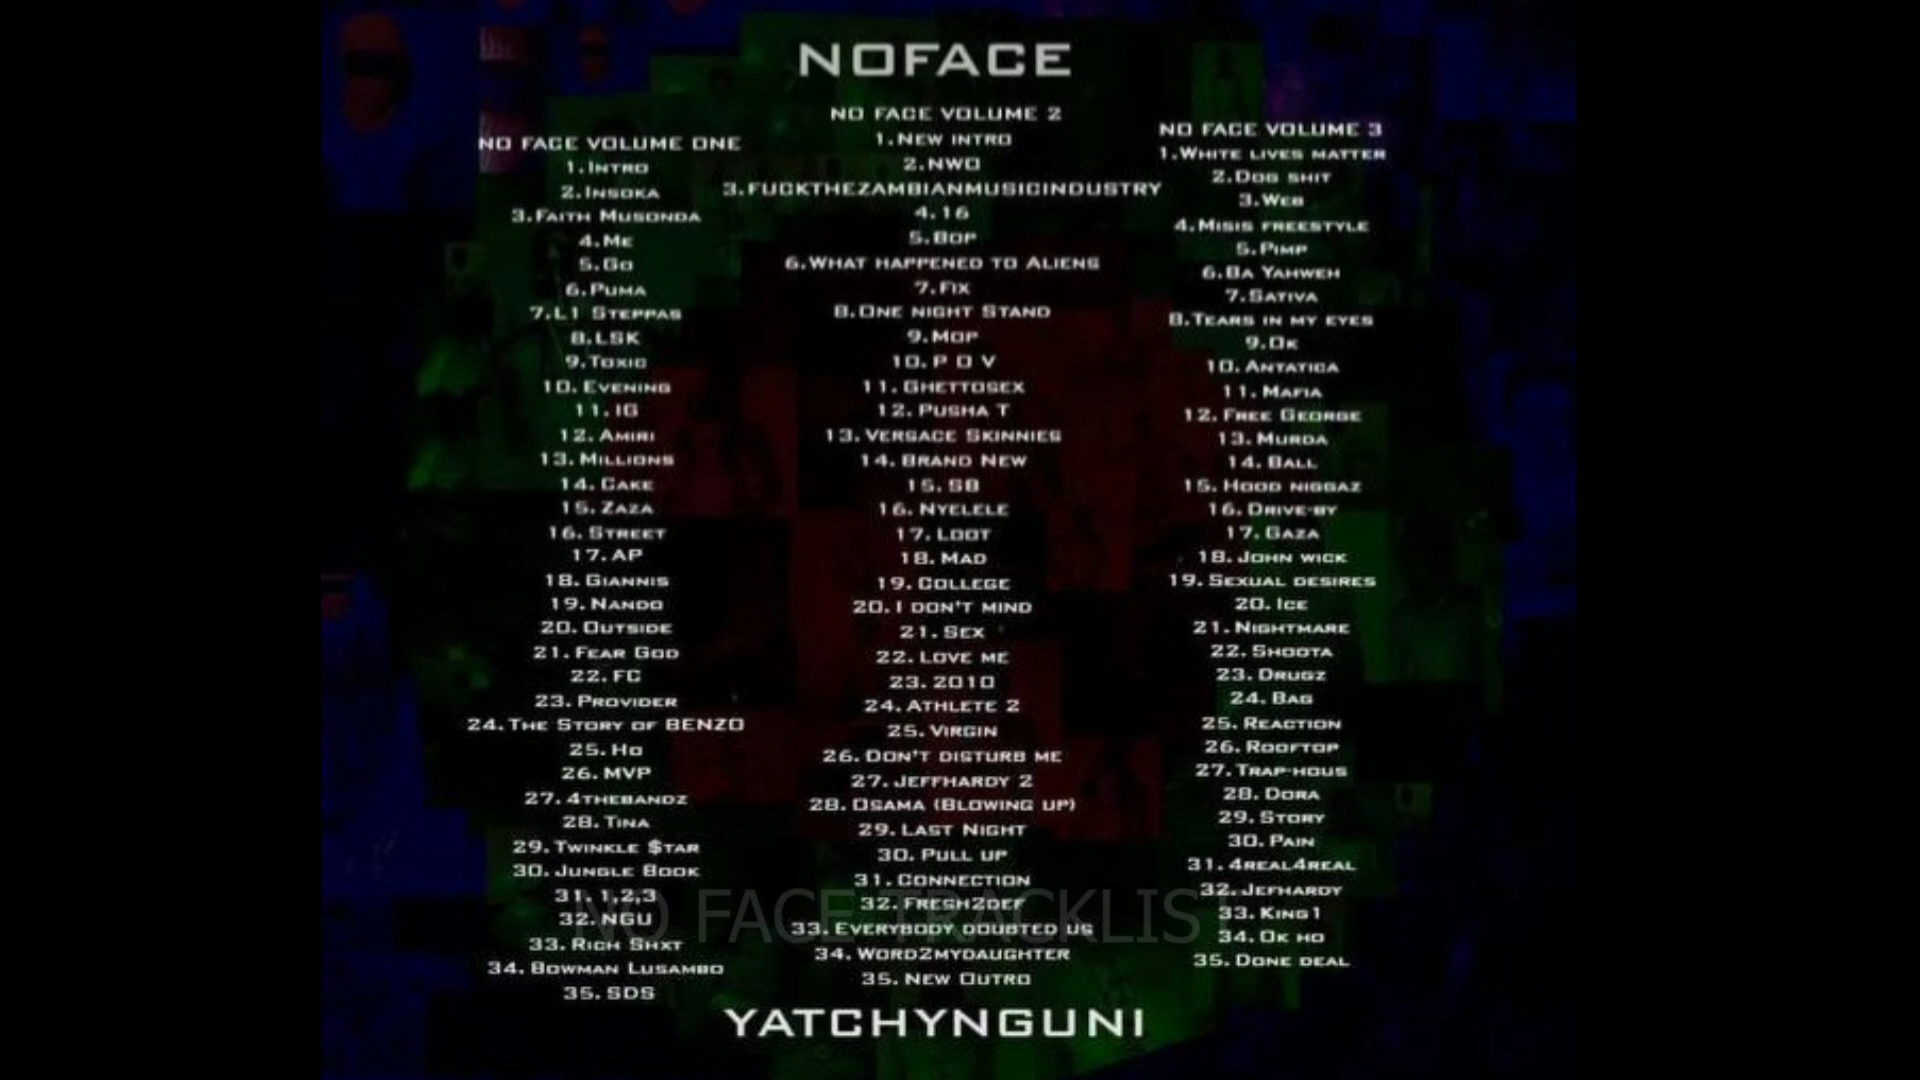 NOFACE
NO FACE VOLUME ONE
1.Intro
2.Insoka
3.Faith Musonda
4.Me
5.Go
6.Puma
7.L1 Steppas
8.LSK
9.Toxic
10. Evening
11. IG
12. Amiri
13. Millions
14. Cake
15. Zaza
16. Street
17. AP
18. Giannis
19. Nando
20. Outside
21. Fear God
22. FC
23. Provider
24. The Story of BENZO
25. Ho
26. MVP
27. 4thebandz
28. Tina
29. Twinkle $tar
30. Jungle Book
31. 1,2,3
32. NGU
33. Rich Shxt
34. Bowman Lusambo
35. SDS
NO FACE VOLUME 2
1.New intro
2.NWO
3.FUCKTHEZAMBIANMUSICINDUSTRY
4.16
5.Bop
6.What happened to Aliens
7.Fix
8.One night Stand
9.Mop
10. P O V
11. Ghettosex
12. Pusha T
13. Versace Skinnies
14. Brand New
15. SB
16. Nyelele
17. Loot
18. Mad
19. College
20. I don't mind
21. Sex
22. Love me
23. 2010
24. Athlete 2
25. Virgin
26. Don't disturb me
27. Jeffhardy 2
28. Osama (Blowing up)
29. Last Night
30. Pull up
31. Connection
32. Fresh2def
33. Everybody doubted us
34. Word2mydaughter
35. New Outro
NO FACE VOLUME 3
1.White lives matter
2.Dog shit
3.Web
4.Misis freestyle
5.Pimp
6.Ba Yahweh
7.Sativa
8.Tears in my eyes
9.Ok
10. Antatica
11. Mafia
12. Free George
13. Murda
14. Ball
15. Hood niggaz
16. Drive-by
17. Gaza
18. John wick
19. Sexual desires
20. Ice
21. Nightmare
22. Shoota
23. Drugz
24. Bag
25. Reaction
26. Rooftop
27. Trap-hous
28. Dora
29. Story
30. Pain
31. 4real4real
32. Jefhardy
33. King1
34. Ok ho
35. Done deal
NO FACE TRACKLIST
YATCHYNGUNI